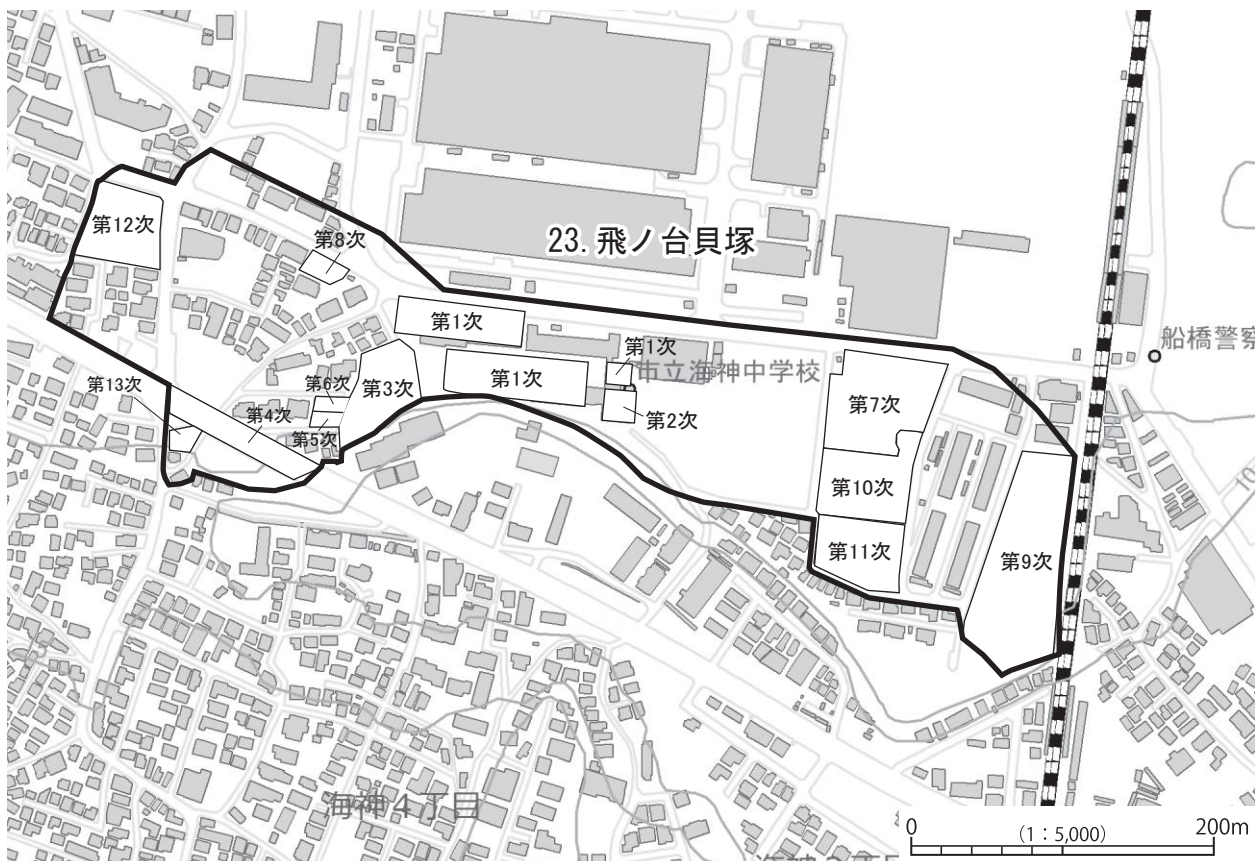 第12次
第8次
23. 飛ノ台貝塚
第1次
船橋警察
第1次
市立海神中学校
第1次
第6次
第3次
第13次
第4次
第2次
第7次
第5次
第10次
第11次
第9次
海神4丁目
0
(1：5,000)
200m